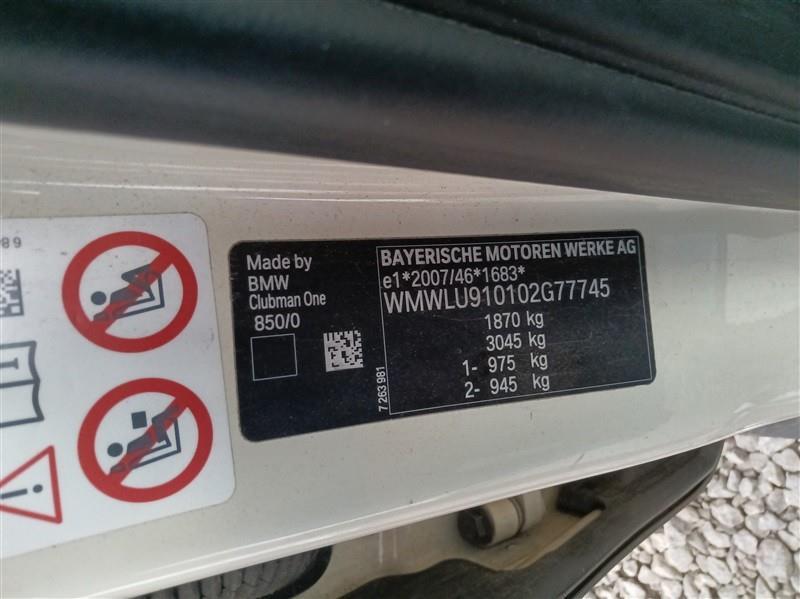 Made by
BMW
Clubman One
850/0
BAYERISCHE MOTOREN WERKE AG
e1*2007/46*1683*
WMWLU910102G77745
1870 kg
3045 kg
1- 975 kg
2- 945 kg
7 263 981